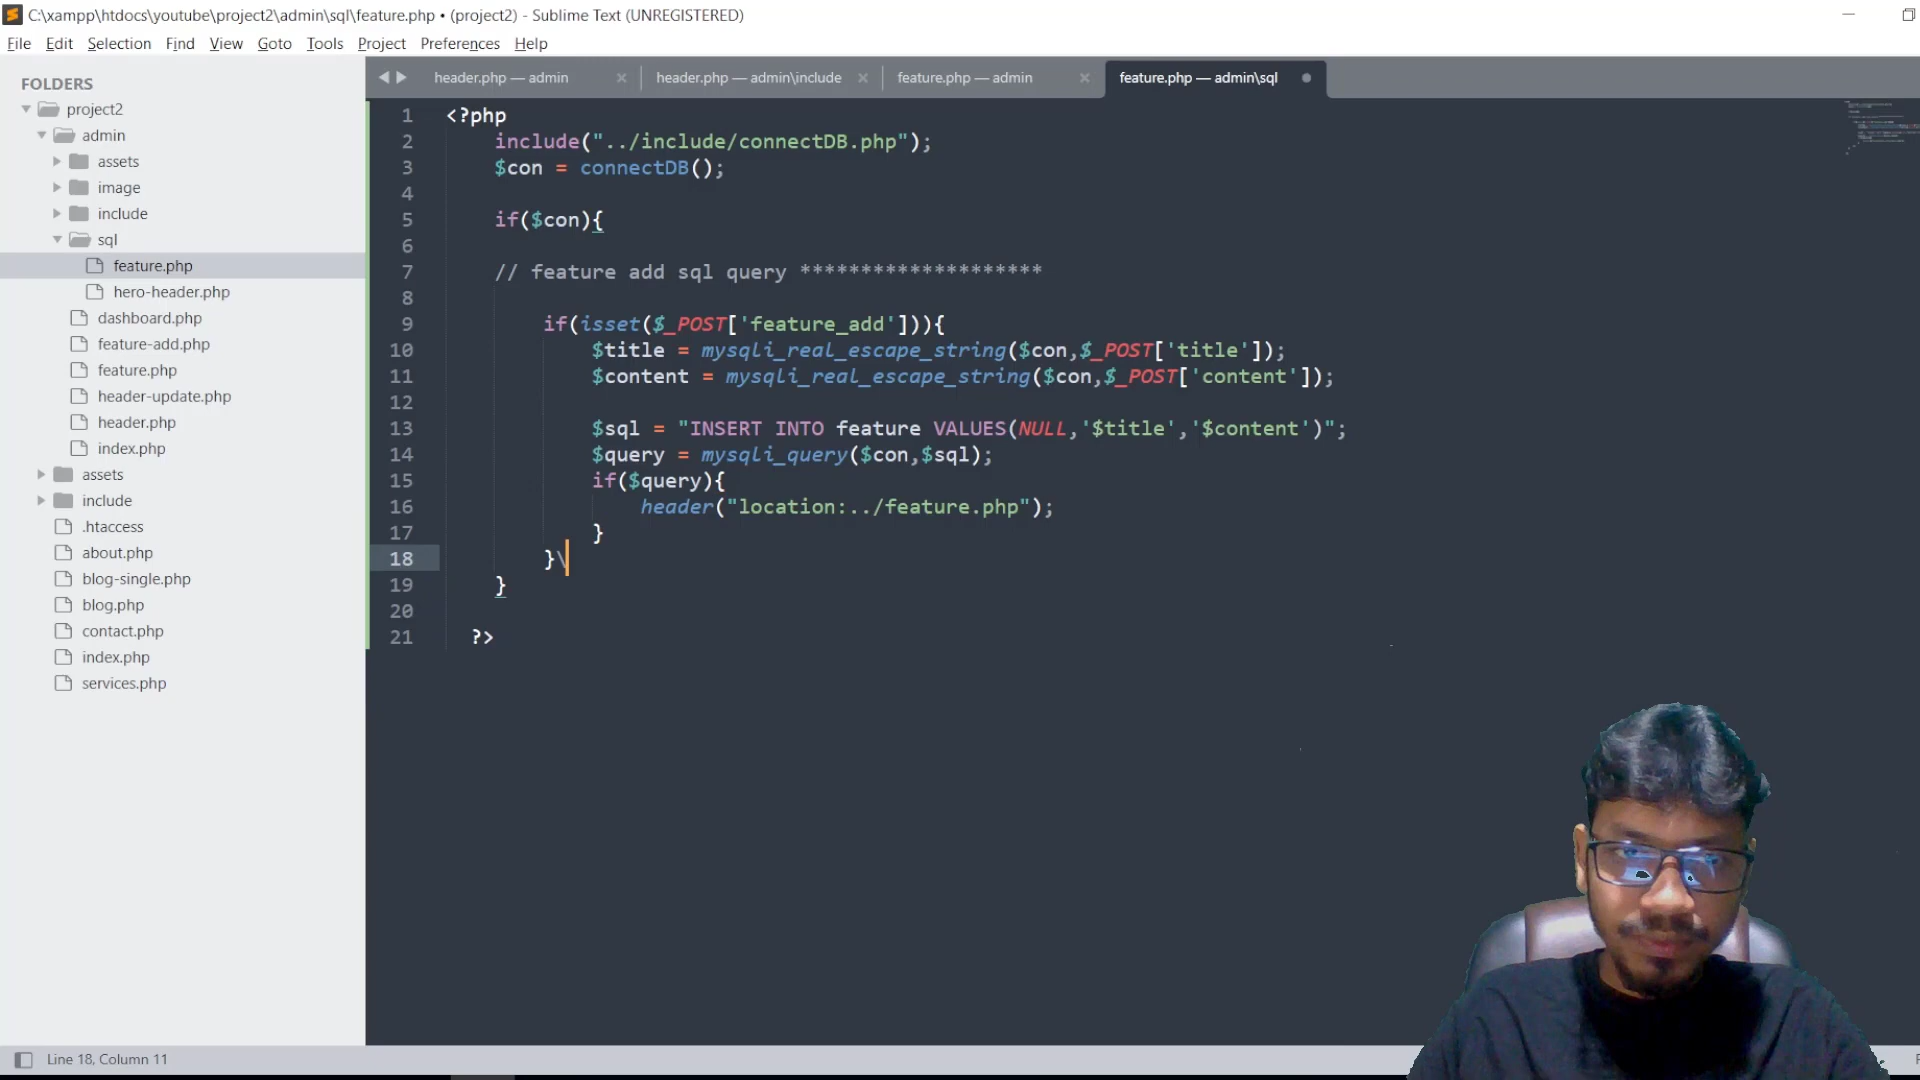 C:\xampp\htdocs\youtube\project2\admin\sql\feature.php • (project2) - Sublime Text (UNREGISTERED)
File Edit Selection Find View Goto Tools Project Preferences Help
FOLDERS
project2
admin
assets
image
include
sql
feature.php
hero-header.php
dashboard.php
feature-add.php
feature.php
header-update.php
header.php
index.php
assets
include
.htaccess
about.php
blog-single.php
blog.php
contact.php
index.php
services.php
header.php — admin
header.php — admin\include
feature.php — admin
feature.php — admin\sql
1 <?php
2 include("../include/connectDB.php");
3 $con = connectDB();
4
5 if($con){
6
7 // feature add sql query ********************
8
9 if(isset($_POST['feature_add'])){
10 $title = mysqli_real_escape_string($con,$_POST['title']);
11 $content = mysqli_real_escape_string($con,$_POST['content']);
12
13 $sql = "INSERT INTO feature VALUES(NULL,'$title','$content')";
14 $query = mysqli_query($con,$sql);
15 if($query){
16 header("location:../feature.php");
17 }
18 }\
19 }
20
21 ?>
Line 18, Column 11